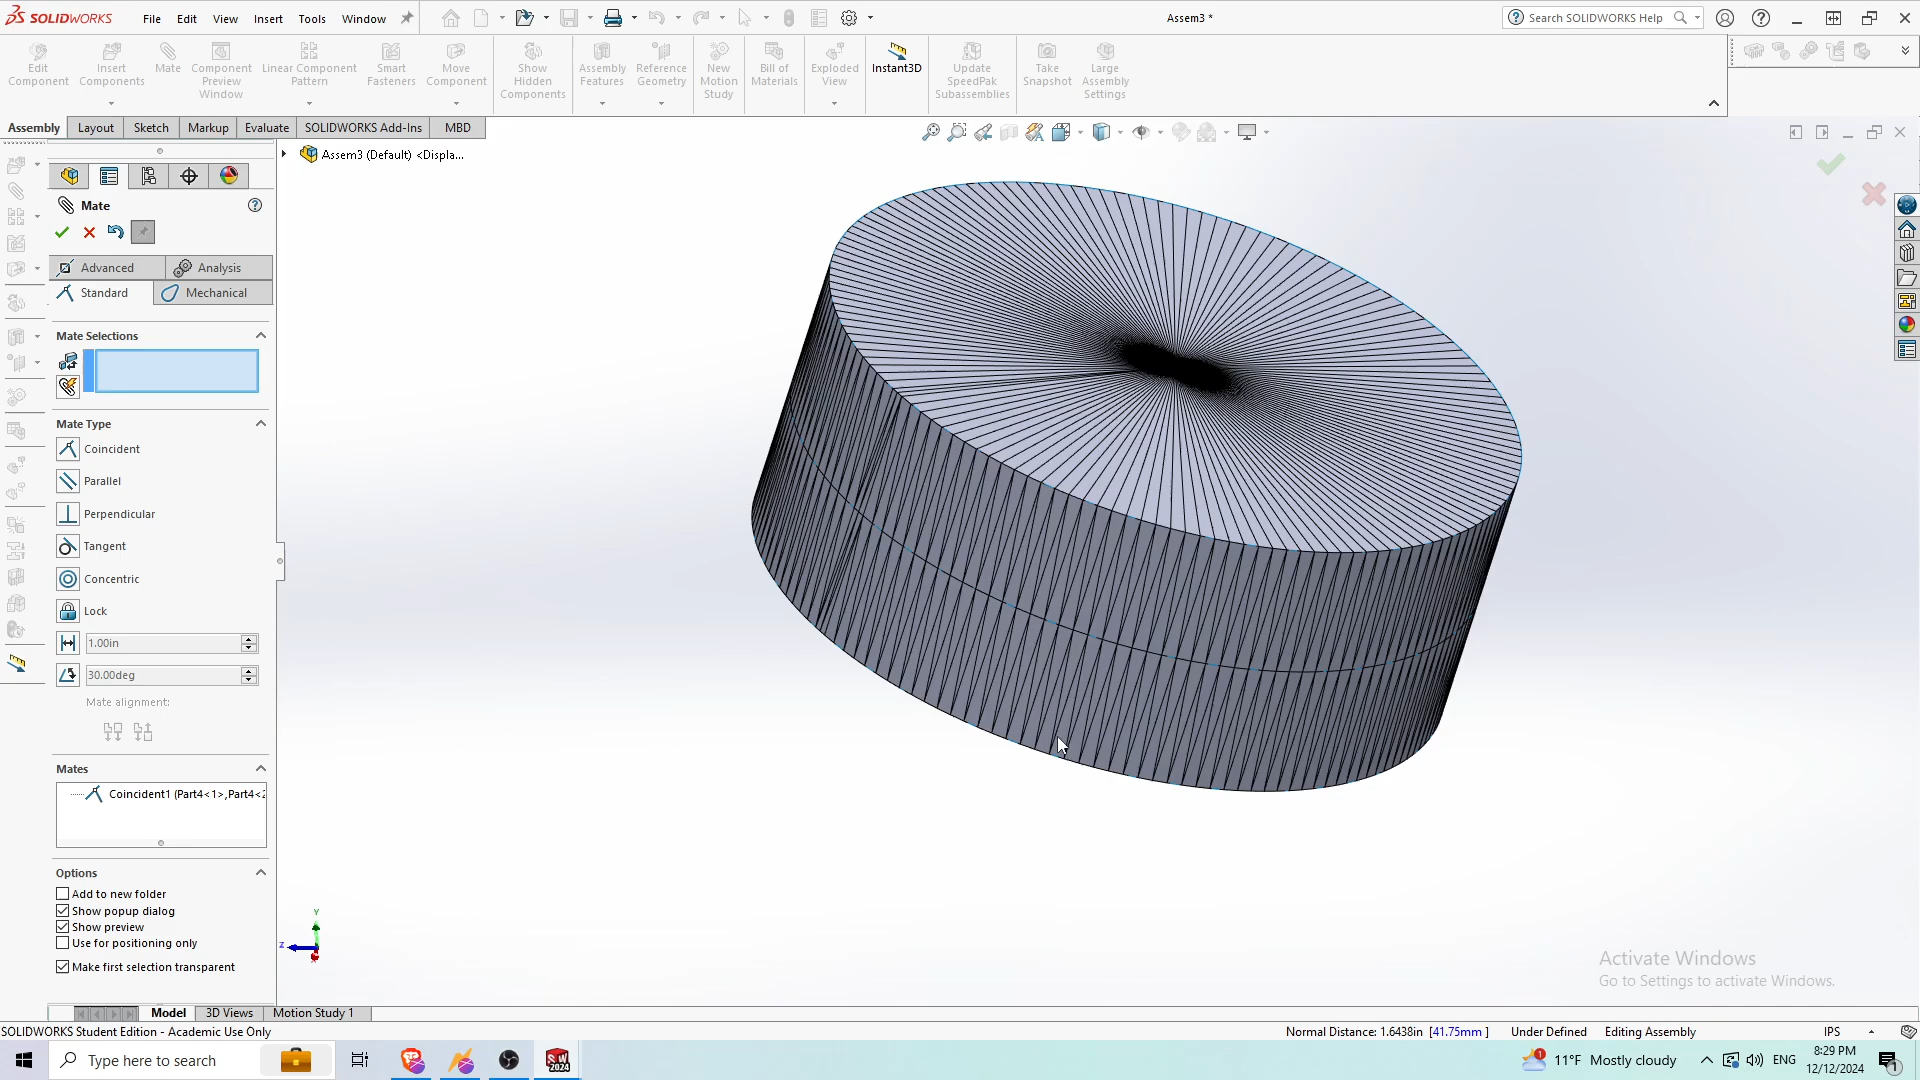 SOLIDWORKS File Edit View Insert Tools Window Assem3 * Search SOLIDWORKS Help
Edit Component
Insert Components
Mate
Component Preview Window
Linear Component Pattern
Smart Fasteners
Move Component
Show Hidden Components
Assembly Features
Reference Geometry
New Motion Study
Bill of Materials
Exploded View
Instant3D
Update SpeedPak Subassemblies
Take Snapshot
Large Assembly Settings
Assembly Layout Sketch Markup Evaluate SOLIDWORKS Add-Ins MBD
Assem3 (Default) <Displa...
Mate
Advanced Analysis
Standard Mechanical
Mate Selections
Mate Type
Coincident
Parallel
Perpendicular
Tangent
Concentric
Lock
1.00in
30.00deg
Mate alignment:
Mates
Coincident1 (Part4<1>,Part4<2
Options
Add to new folder
Show popup dialog
Show preview
Use for positioning only
Make first selection transparent
Y
Z
Activate Windows
Go to Settings to activate Windows.
Model 3D Views Motion Study 1
SOLIDWORKS Student Edition - Academic Use Only Normal Distance: 1.6438in [41.75mm ] Under Defined Editing Assembly IPS
Type here to search SW 2024 1 11°F Mostly cloudy ENG 8:29 PM 12/12/2024 1